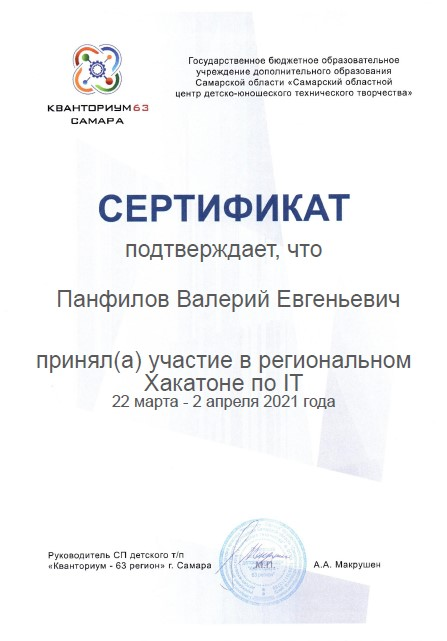 КВАНТОРИУМ63
САМАРА
Государственное бюджетное образовательное
учреждение дополнительного образования
Самарской области «Самарский областной
центр детско-юношеского технического творчества»
СЕРТИФИКАТ
подтверждает, что
Панфилов Валерий Евгеньевич
принял(а) участие в региональном
Хакатоне по IT
22 марта - 2 апреля 2021 года
Руководитель СП детского т/п
«Кванториум - 63 регион» г. Самара
М.П.
А.А. Макрушен